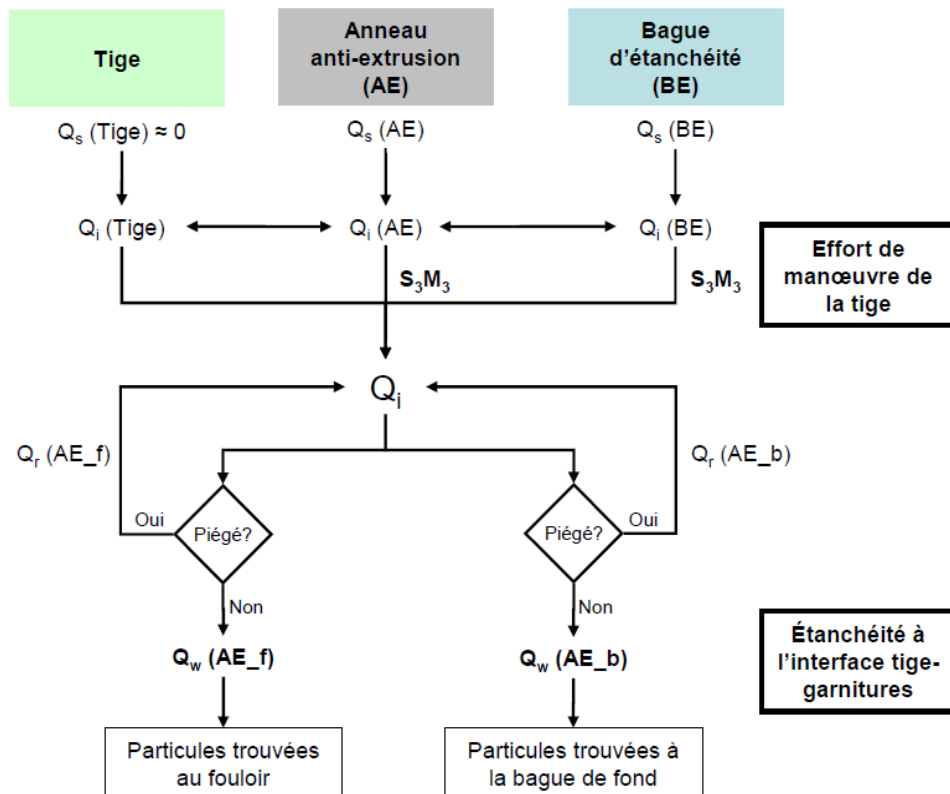 Tige
Anneau
anti-extrusion
(AE)
Bague
d'étanchéité
(BE)
Qs (Tige) ≈ 0
Qs (AE)
Qs (BE)
Qi (Tige)
Qi (AE)
Qi (BE)
S3M3
S3M3
Effort de
manœuvre de
la tige
Qi
Qr (AE_f)
Qr (AE_b)
Piégé?
Oui
Piégé?
Oui
Non
Non
Qw (AE_f)
Qw (AE_b)
Étanchéité à
l'interface tige-
garnitures
Particules trouvées
au fouloir
Particules trouvées à
la bague de fond